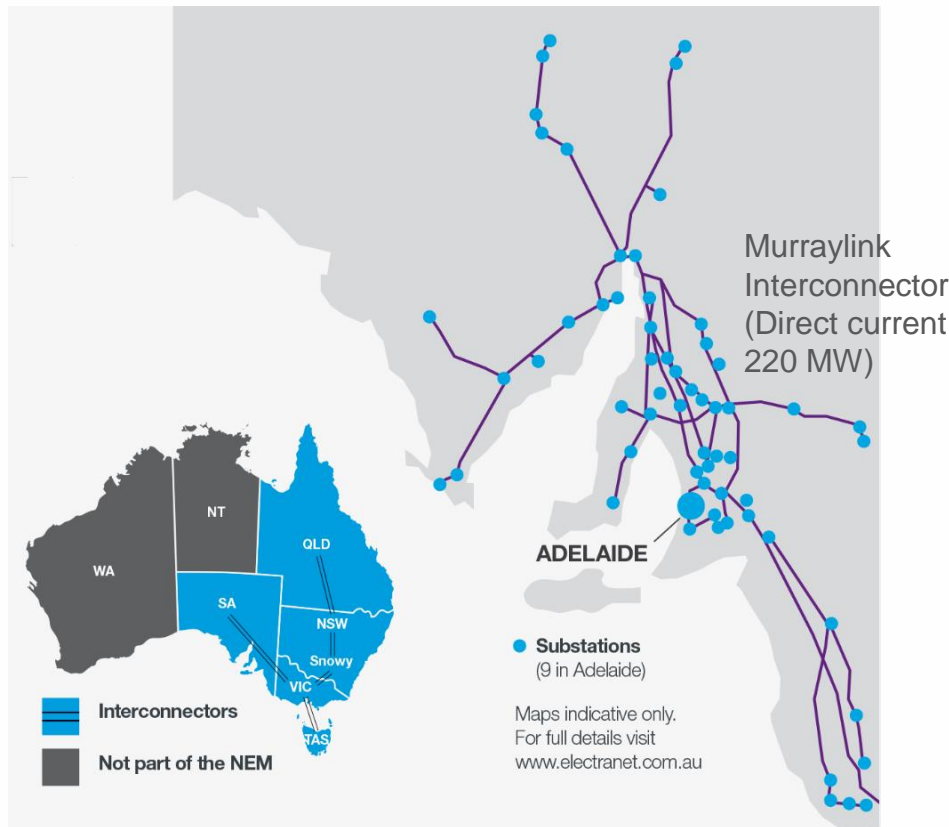 Murraylink
Interconnector
(Direct current
220 MW)
ADELAIDE
Substations
(9 in Adelaide)
Maps indicative only.
For full details visit
www.electranet.com.au
NT
QLD
WA
SA
NSW
Snowy
VIC
TAS
Interconnectors
Not part of the NEM